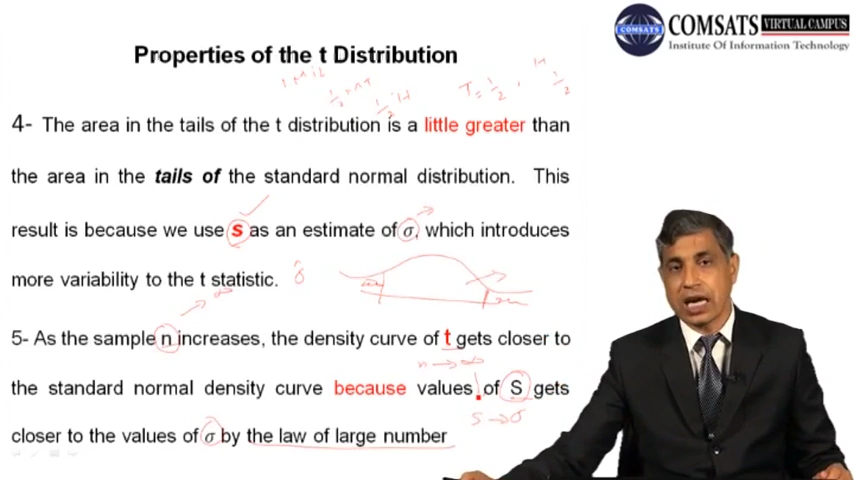 COMSATS VIRTUAL CAMPUS
COMSATS
Institute Of Information Technology
Properties of the t Distribution
4- The area in the tails of the t distribution is a little greater than
the area in the tails of the standard normal distribution. This
result is because we use s as an estimate of σ, which introduces
more variability to the t statistic. σ̂
5- As the sample n increases, the density curve of t gets closer to
n → ∞
the standard normal density curve because values of S gets
S → σ
closer to the values of σ by the law of large number